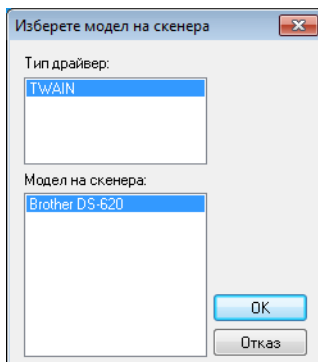 Изберете модел на скенера
Тип драйвер:
TWAIN
Модел на скенера:
Brother DS-620
OK
Отказ